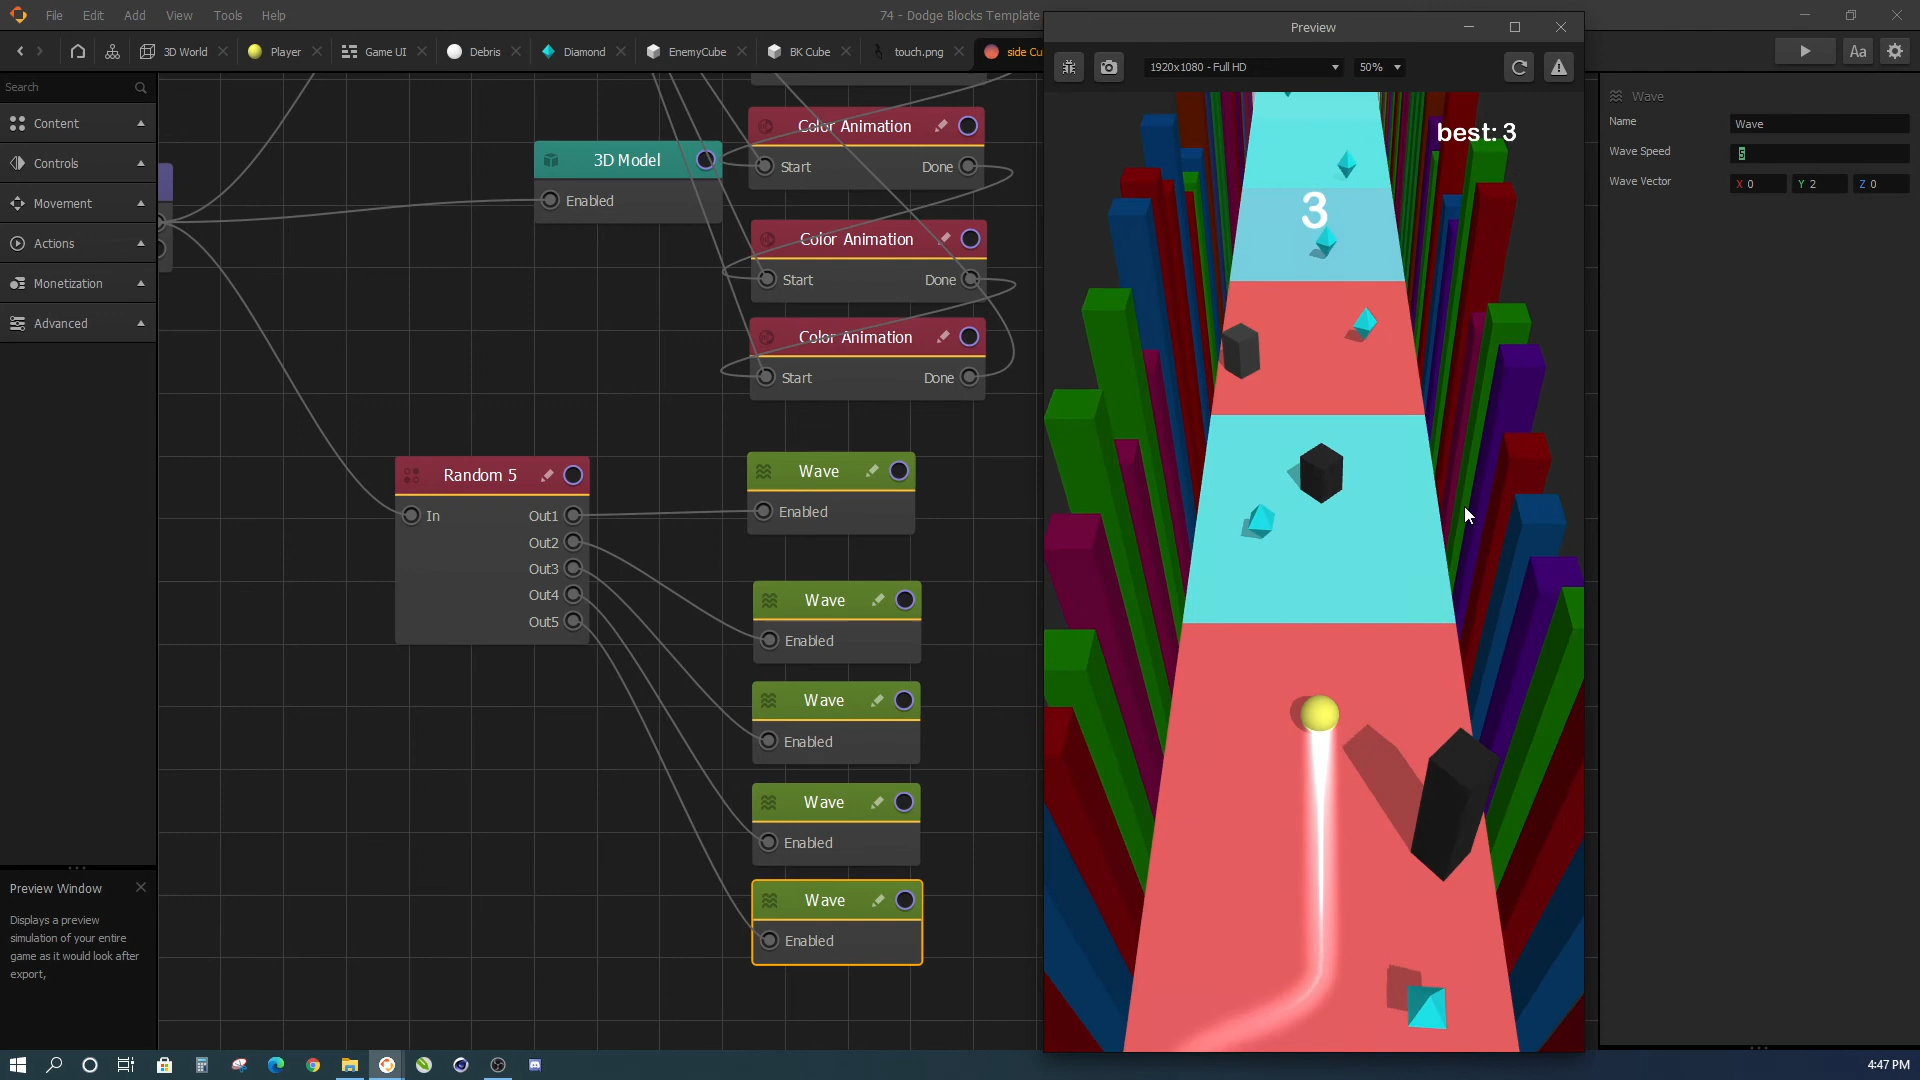 File Edit Add View Tools Help
74 - Dodge Blocks Template
3D World
Player
Game UI
Debris
Diamond
EnemyCube
BK Cube
touch.png
side Cu
Aa
Search
Content
Controls
Movement
Actions
Monetization
Advanced
Preview Window
Displays a preview
simulation of your entire
game as it would look after
export,
3D Model
Enabled
Color Animation
Start Done
Color Animation
Start Done
Color Animation
Start Done
Random 5
In Out1
Out2
Out3
Out4
Out5
Wave
Enabled
Wave
Enabled
Wave
Enabled
Wave
Enabled
Wave
Enabled
Preview
1920x1080 - Full HD 50%
best: 3
3
Wave
Name Wave
Wave Speed 5
Wave Vector X 0 Y 2 Z 0
4:47 PM